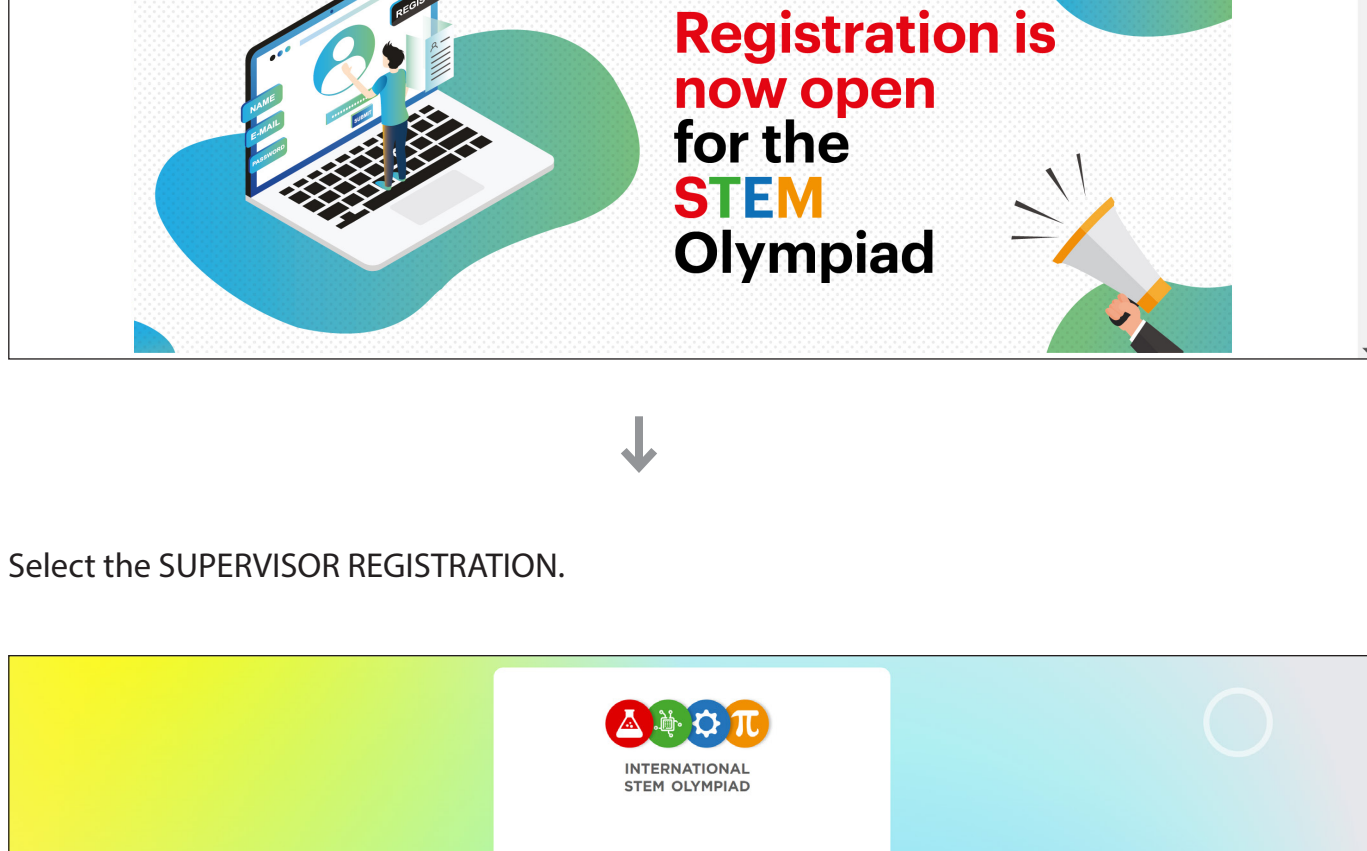 REGIS
NAME
E-MAIL
PASSWORD
SUBMIT
Registration is
now open
for the
STEM
Olympiad
Select the SUPERVISOR REGISTRATION.
π
INTERNATIONAL
STEM OLYMPIAD